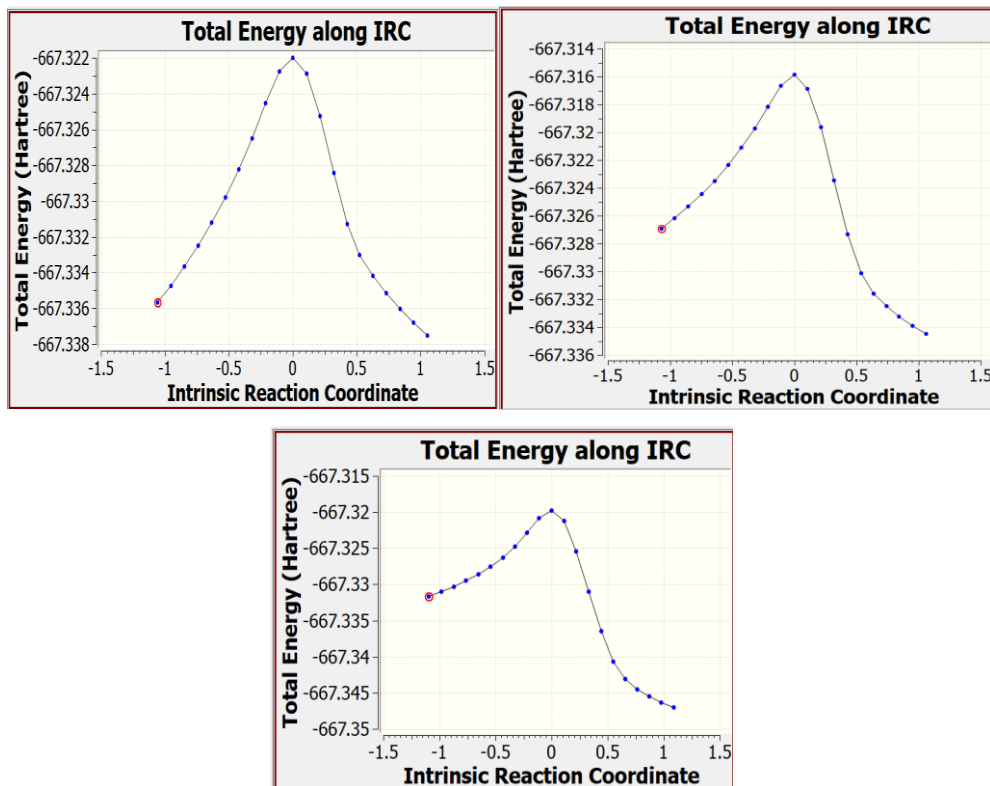 Total Energy along IRC
Total Energy (Hartree)
-667.322
-667.324
-667.326
-667.328
-667.33
-667.332
-667.334
-667.336
-667.338
-1.5 -1 -0.5 0 0.5 1 1.5
Intrinsic Reaction Coordinate
Total Energy along IRC
Total Energy (Hartree)
-667.314
-667.316
-667.318
-667.32
-667.322
-667.324
-667.326
-667.328
-667.33
-667.332
-667.334
-667.336
-1.5 -1 -0.5 0 0.5 1 1.5
Intrinsic Reaction Coordinate
Total Energy along IRC
Total Energy (Hartree)
-667.315
-667.32
-667.325
-667.33
-667.335
-667.34
-667.345
-667.35
-1.5 -1 -0.5 0 0.5 1 1.5
Intrinsic Reaction Coordinate